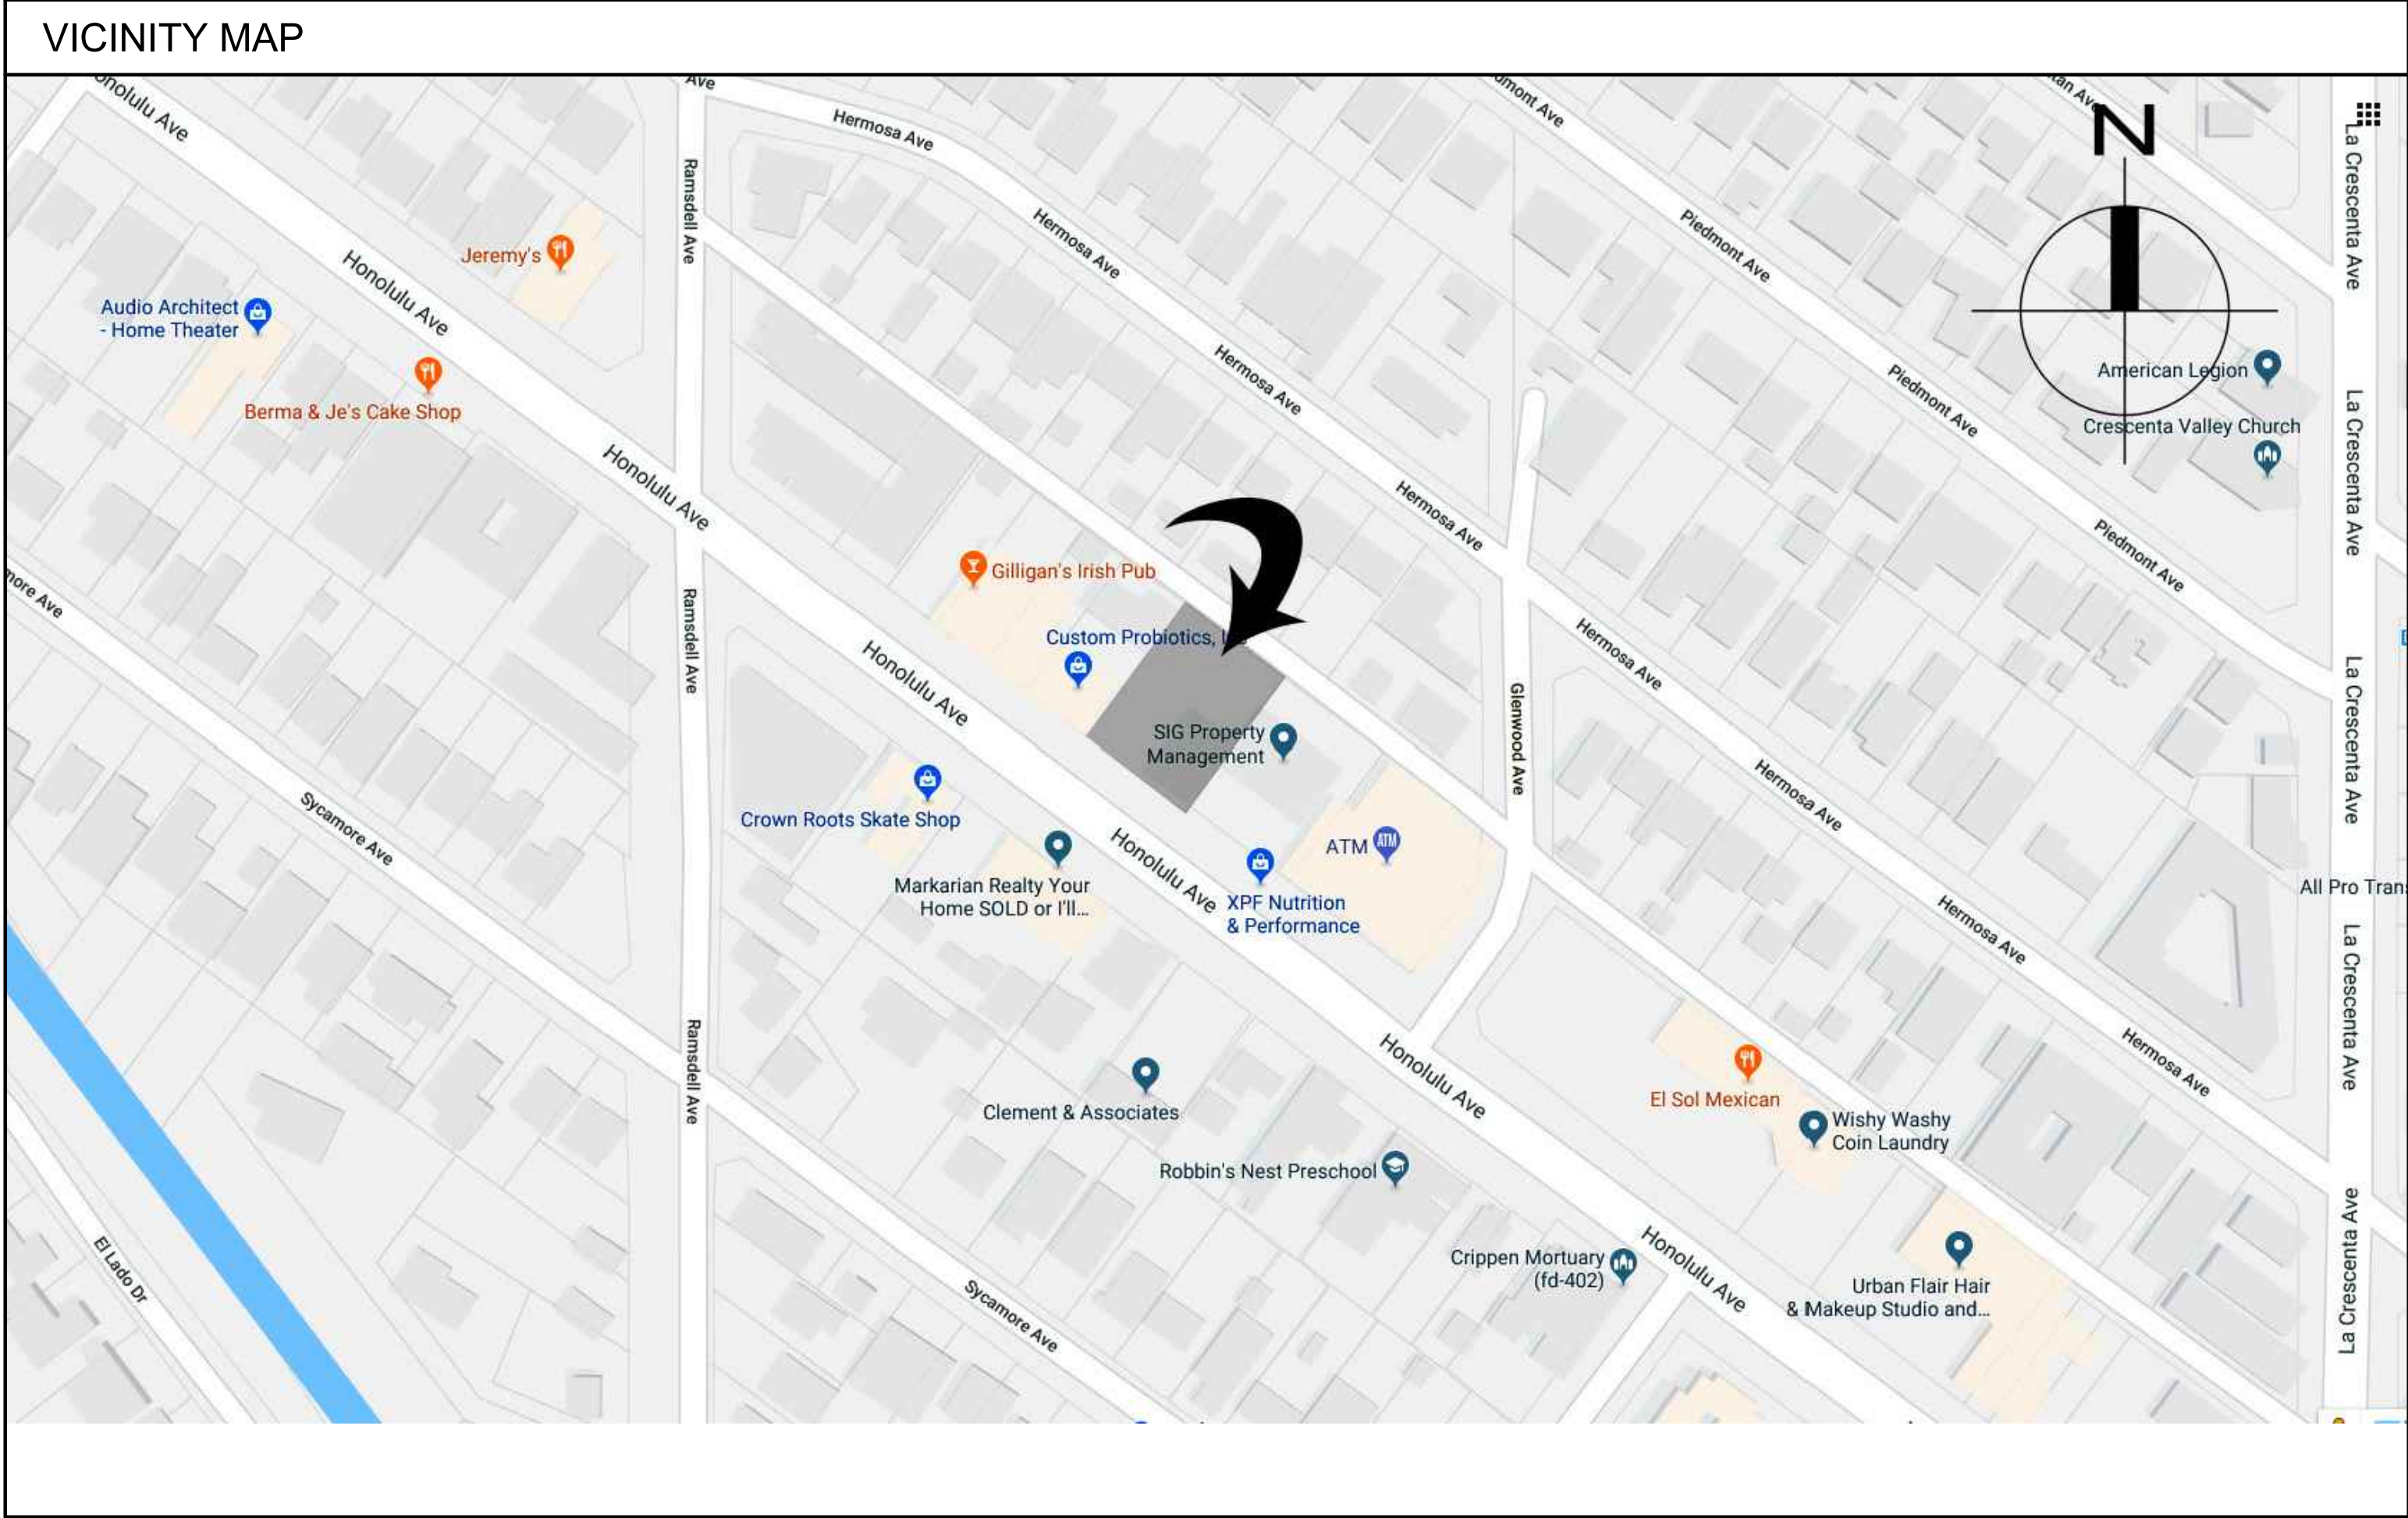 VICINITY MAP
Ave
Honolulu Ave
Hermosa Ave
Piedmont Ave
N
La Crescenta Ave
Ramsdell Ave
Hermosa Ave
Piedmont Ave
Jeremy's
Honolulu Ave
Audio Architect
- Home Theater
Berma & Je's Cake Shop
Hermosa Ave
Piedmont Ave
American Legion
Crescenta Valley Church
La Crescenta Ave
Honolulu Ave
Hermosa Ave
Piedmont Ave
more Ave
Gilligan's Irish Pub
Ramsdell Ave
Custom Probiotics,
Hermosa Ave
Honolulu Ave
Glenwood Ave
La Crescenta Ave
SIG Property
Management
Crown Roots Skate Shop
Sycamore Ave
Hermosa Ave
ATM
ATM
Honolulu Ave
Markarian Realty Your
Home SOLD or I'll...
XPF Nutrition
& Performance
All Pro Tran
Hermosa Ave
La Crescenta Ave
Ramsdell Ave
Honolulu Ave
Hermosa Ave
Clement & Associates
El Sol Mexican
Wishy Washy
Coin Laundry
Robbin's Nest Preschool
El Lado Dr
Sycamore Ave
Crippen Mortuary
(fd-402)
Honolulu Ave
Urban Flair Hair
& Makeup Studio and...
La Crescenta Ave